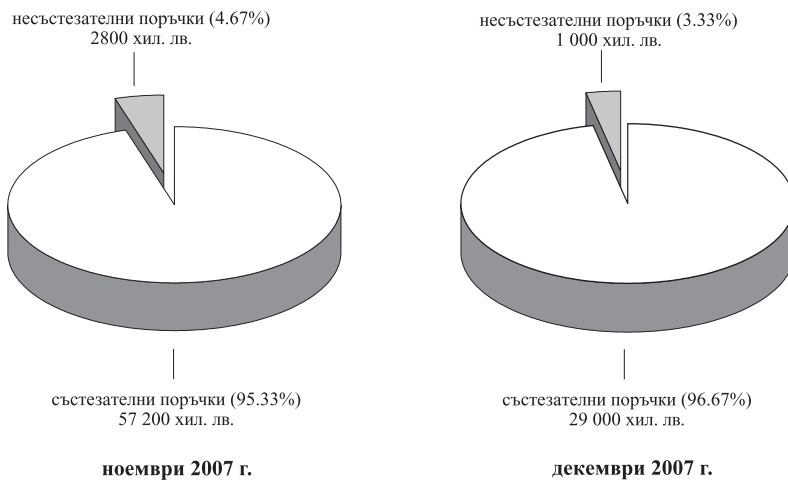 несъстезателни поръчки (4.67%)
2800 хил. лв.
несъстезателни поръчки (3.33%)
1 000 хил. лв.
състезателни поръчки (95.33%)
57 200 хил. лв.
състезателни поръчки (96.67%)
29 000 хил. лв.
ноември 2007 г.
декември 2007 г.